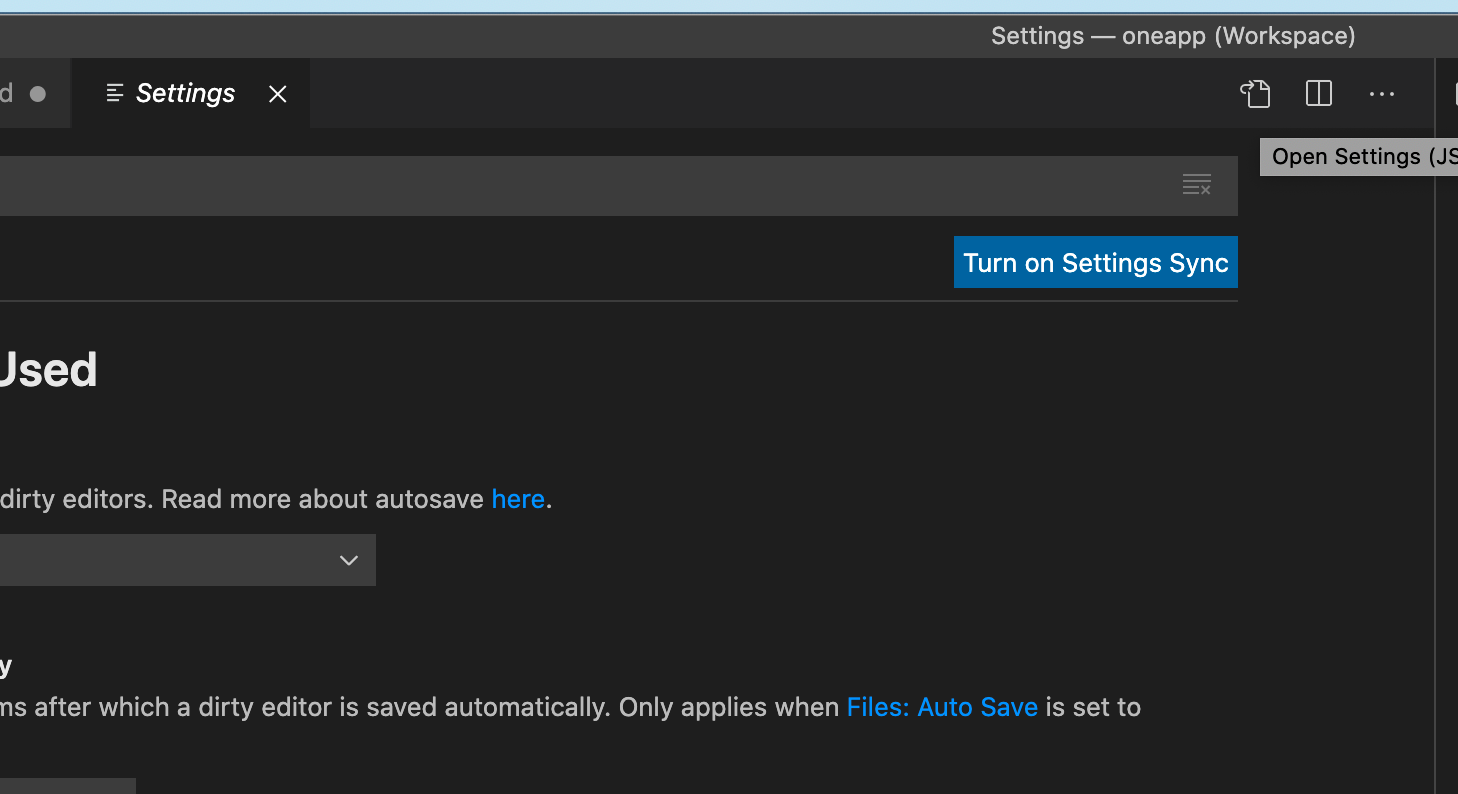 Settings — oneapp (Workspace)
d
Settings
Open Settings (JS
Turn on Settings Sync
Used
dirty editors. Read more about autosave here.
y
ms after which a dirty editor is saved automatically. Only applies when Files: Auto Save is set to